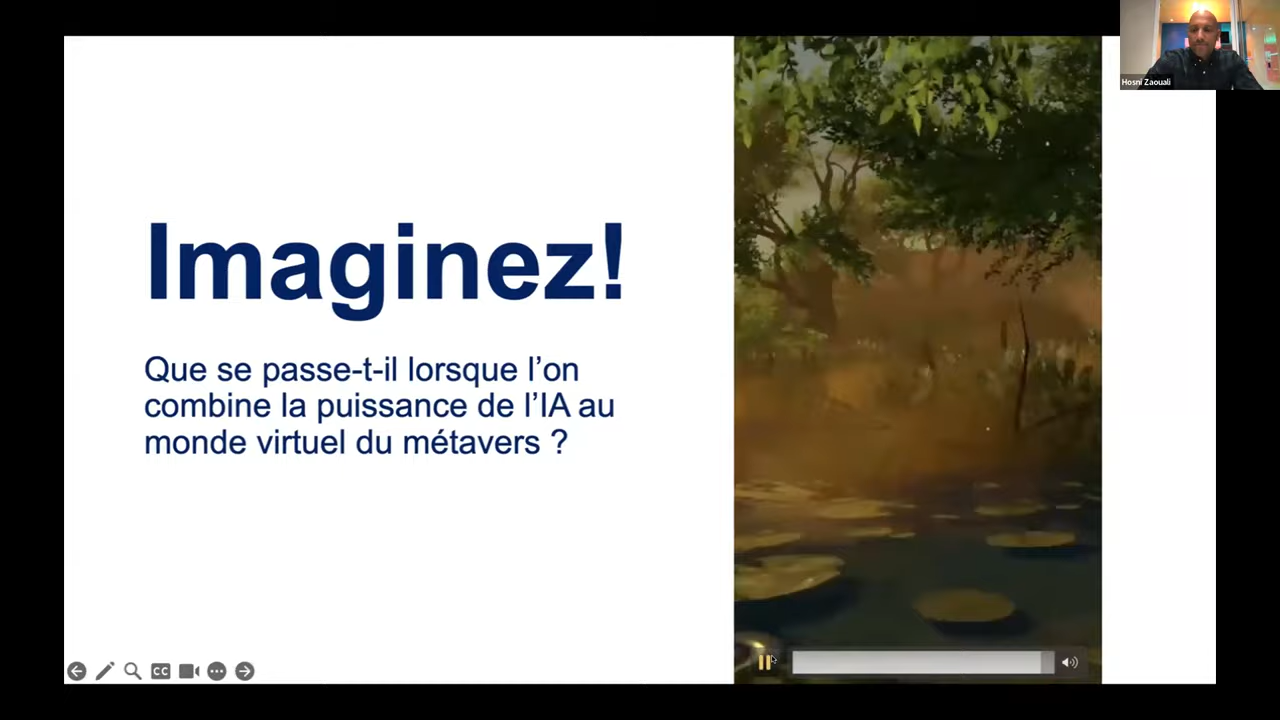 Hosni Zaouali
Imaginez!
Que se passe-t-il lorsque l’on
combine la puissance de l’IA au
monde virtuel du métavers ?
CC